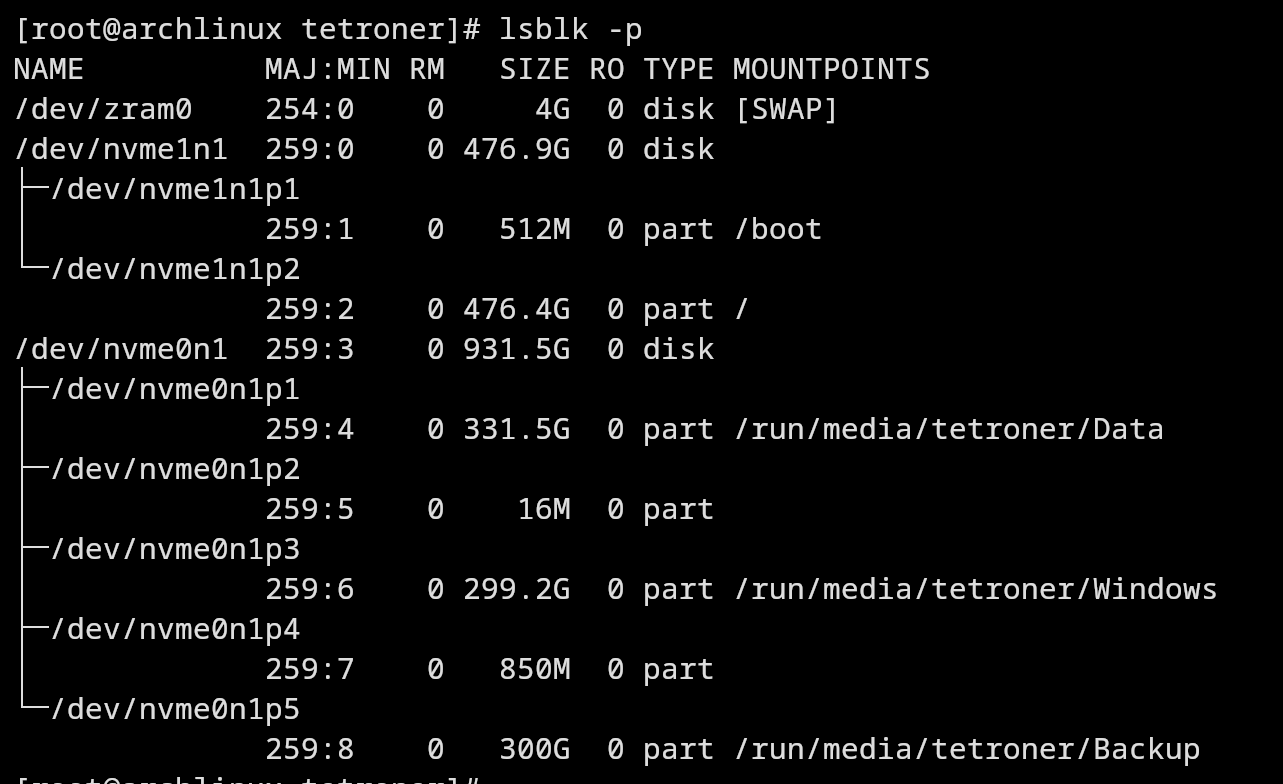 [root@archlinux tetroner]# lsblk -p
NAME          MAJ:MIN RM   SIZE RO TYPE MOUNTPOINTS
/dev/zram0    254:0    0     4G  0 disk [SWAP]
/dev/nvme1n1  259:0    0 476.9G  0 disk
├─/dev/nvme1n1p1
│             259:1    0   512M  0 part /boot
└─/dev/nvme1n1p2
              259:2    0 476.4G  0 part /
/dev/nvme0n1  259:3    0 931.5G  0 disk
├─/dev/nvme0n1p1
│             259:4    0 331.5G  0 part /run/media/tetroner/Data
├─/dev/nvme0n1p2
│             259:5    0    16M  0 part
├─/dev/nvme0n1p3
│             259:6    0 299.2G  0 part /run/media/tetroner/Windows
├─/dev/nvme0n1p4
│             259:7    0   850M  0 part
└─/dev/nvme0n1p5
              259:8    0   300G  0 part /run/media/tetroner/Backup
[root@archlinux tetroner]#